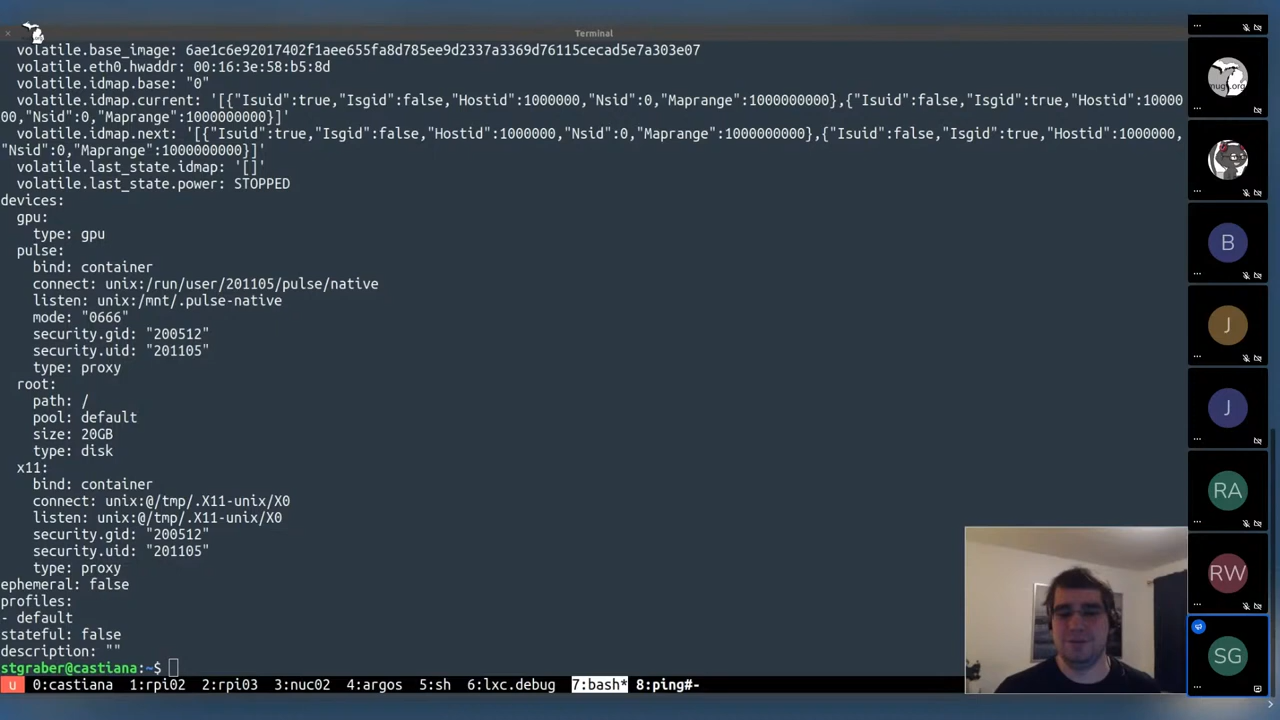 Terminal
volatile.base_image: 6ae1c6e92017402f1aee655fa8d785ee9d2337a3369d76115cecad5e7a303e07
volatile.eth0.hwaddr: 00:16:3e:58:b5:8d
volatile.idmap.base: "0"
volatile.idmap.current: '[{"Isuid":true,"Isgid":false,"Hostid":1000000,"Nsid":0,"Maprange":1000000000},{"Isuid":false,"Isgid":true,"Hostid":10000
00,"Nsid":0,"Maprange":1000000000}]'
volatile.idmap.next: '[{"Isuid":true,"Isgid":false,"Hostid":1000000,"Nsid":0,"Maprange":1000000000},{"Isuid":false,"Isgid":true,"Hostid":1000000,
"Nsid":0,"Maprange":1000000000}]'
volatile.last_state.idmap: '[]'
volatile.last_state.power: STOPPED
devices:
gpu:
type: gpu
pulse:
bind: container
connect: unix:/run/user/201105/pulse/native
listen: unix:/mnt/.pulse-native
mode: "0666"
security.gid: "200512"
security.uid: "201105"
type: proxy
root:
path: /
pool: default
size: 20GB
type: disk
x11:
bind: container
connect: unix:@/tmp/.X11-unix/X0
listen: unix:@/tmp/.X11-unix/X0
security.gid: "200512"
security.uid: "201105"
type: proxy
ephemeral: false
profiles:
- default
stateful: false
description: ""
stgraber@castiana:~$
u 0:castiana 1:rpi02 2:rpi03 3:nuc02 4:argos 5:sh 6:lxc.debug 7:bash* 8:ping#-
B
J
J
RA
RW
SG